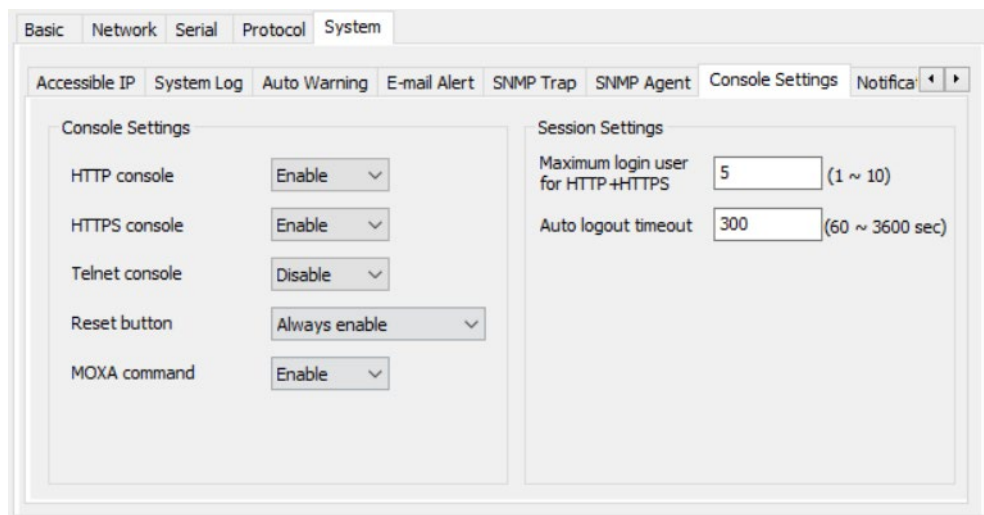 Basic Network Serial Protocol System
Accessible IP System Log Auto Warning E-mail Alert SNMP Trap SNMP Agent Console Settings Notificat
Console Settings
HTTP console Enable
HTTPS console Enable
Telnet console Disable
Reset button Always enable
MOXA command Enable
Session Settings
Maximum login user
for HTTP+HTTPS 5 (1 ~ 10)
Auto logout timeout 300 (60 ~ 3600 sec)